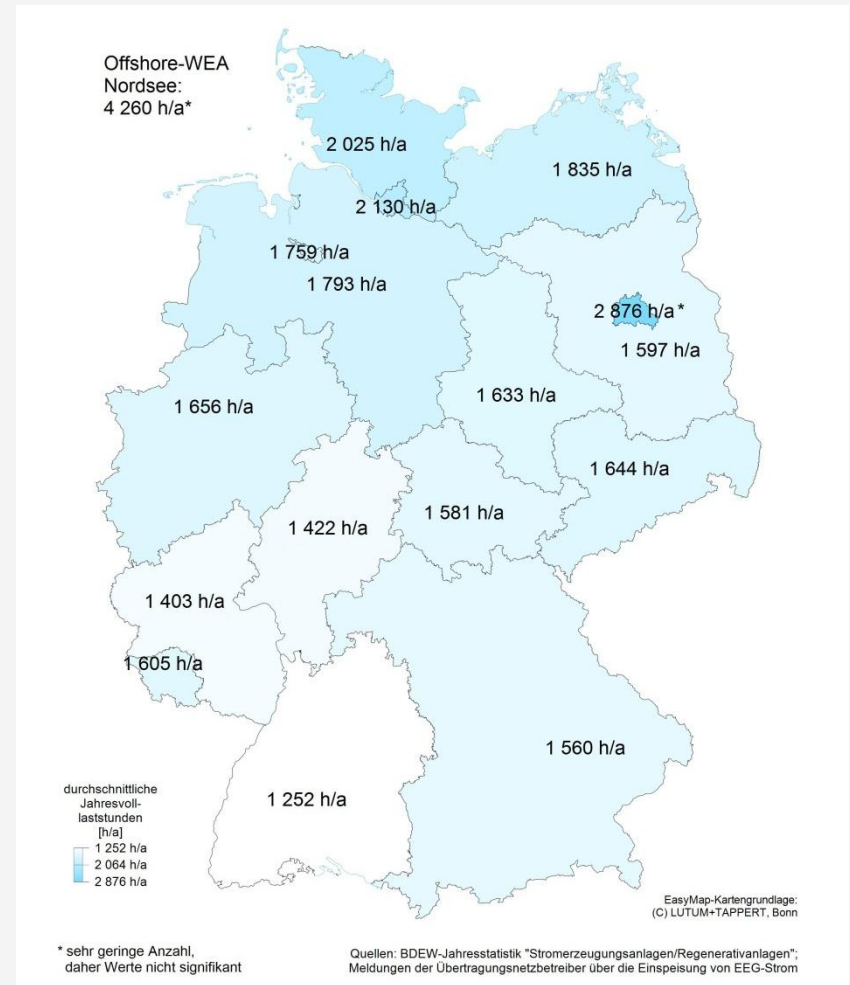 Offshore-WEA
Nordsee:
4 260 h/a*
2 025 h/a
1 835 h/a
2 130 h/a
1 759 h/a
1 793 h/a
2 876 h/a*
1 597 h/a
1 656 h/a
1 633 h/a
1 644 h/a
1 581 h/a
1 422 h/a
1 403 h/a
1 605 h/a
1 560 h/a
1 252 h/a
durchschnittliche
Jahresvoll-
laststunden
[h/a]
1 252 h/a
2 064 h/a
2 876 h/a
EasyMap-Kartengrundlage:
(C) LUTUM+TAPPERT, Bonn
* sehr geringe Anzahl,
daher Werte nicht signifikant
Quellen: BDEW-Jahresstatistik "Stromerzeugungsanlagen/Regenerativanlagen";
Meldungen der Übertragungsnetzbetreiber über die Einspeisung von EEG-Strom